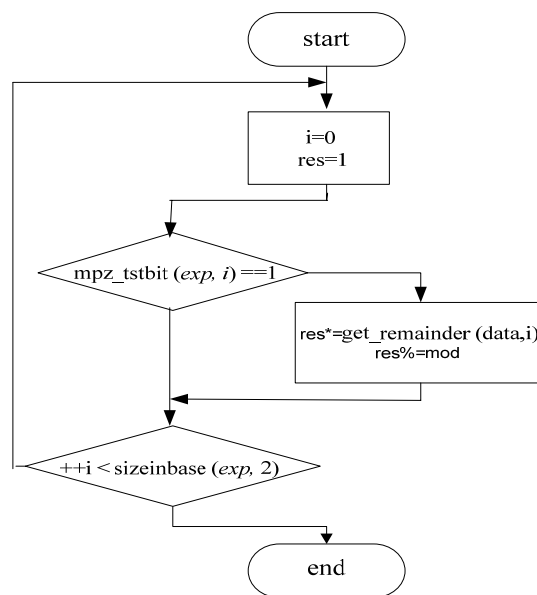 start
i=0
res=1
mpz_tstbit (exp, i) ==1
res*=get_remainder (data,i)
res%=mod
++i < sizeinbase (exp, 2)
end